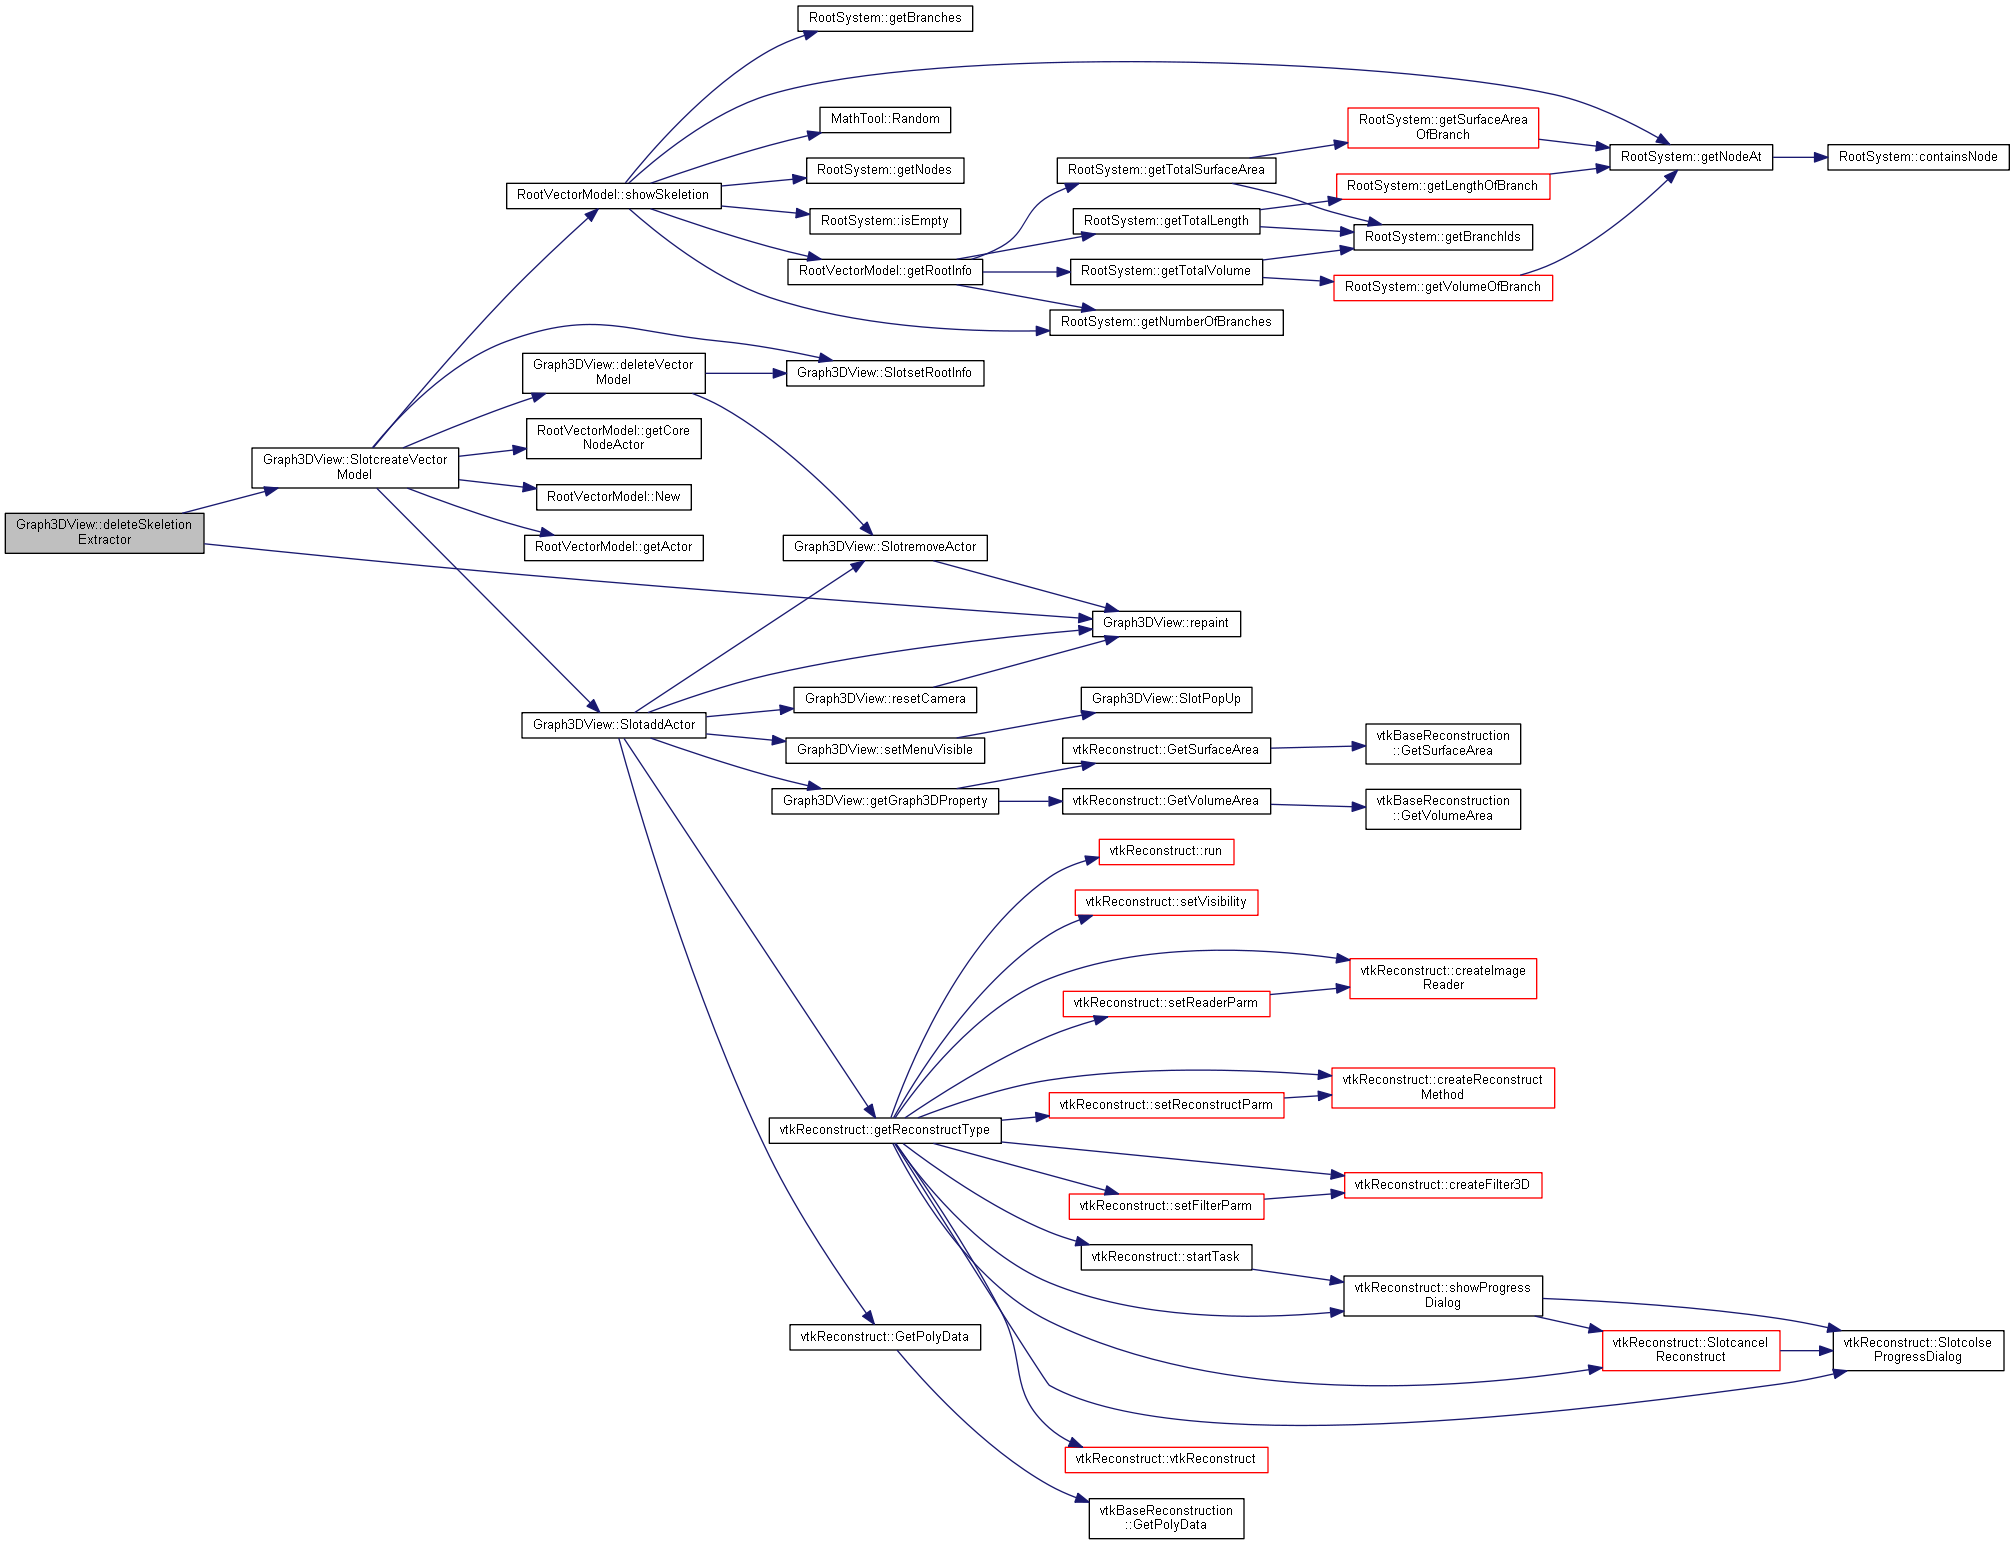 RootSystem::getBranches
MathTool::Random
RootSystem::getSurfaceArea
OfBranch
RootSystem::getNodeAt
RootSystem::containsNode
RootSystem::getNodes
RootSystem::getTotalSurfaceArea
RootSystem::getLengthOfBranch
RootVectorModel::showSkeletion
RootSystem::isEmpty
RootSystem::getTotalLength
RootSystem::getBranchIds
RootVectorModel::getRootInfo
RootSystem::getTotalVolume
RootSystem::getVolumeOfBranch
RootSystem::getNumberOfBranches
Graph3DView::deleteVector
Model
Graph3DView::SlotsetRootInfo
RootVectorModel::getCore
NodeActor
Graph3DView::SlotcreateVector
Model
RootVectorModel::New
Graph3DView::deleteSkeletion
Extractor
RootVectorModel::getActor
Graph3DView::SlotremoveActor
Graph3DView::repaint
Graph3DView::resetCamera
Graph3DView::SlotPopUp
Graph3DView::SlotaddActor
Graph3DView::setMenuVisible
vtkReconstruct::GetSurfaceArea
vtkBaseReconstruction
::GetSurfaceArea
Graph3DView::getGraph3DProperty
vtkReconstruct::GetVolumeArea
vtkBaseReconstruction
::GetVolumeArea
vtkReconstruct::run
vtkReconstruct::setVisibility
vtkReconstruct::createImage
Reader
vtkReconstruct::setReaderParm
vtkReconstruct::createReconstruct
Method
vtkReconstruct::setReconstructParm
vtkReconstruct::getReconstructType
vtkReconstruct::createFilter3D
vtkReconstruct::setFilterParm
vtkReconstruct::startTask
vtkReconstruct::showProgress
Dialog
vtkReconstruct::GetPolyData
vtkReconstruct::Slotcancel
Reconstruct
vtkReconstruct::Slotcolse
ProgressDialog
vtkReconstruct::vtkReconstruct
vtkBaseReconstruction
::GetPolyData